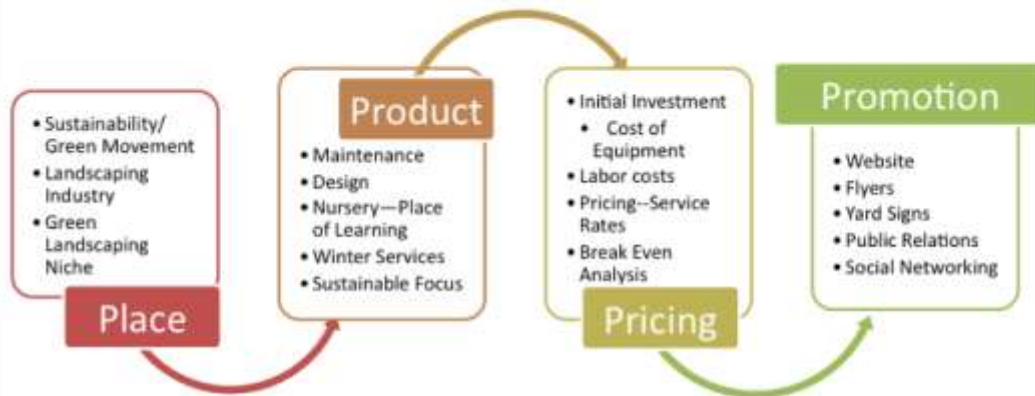 • Sustainability/
Green Movement
• Landscaping
Industry
• Green
Landscaping
Niche
Place
Product
• Maintenance
• Design
• Nursery—Place
of Learning
• Winter Services
• Sustainable Focus
• Initial Investment
• Cost of
Equipment
• Labor costs
• Pricing--Service
Rates
• Break Even
Analysis
Pricing
Promotion
• Website
• Flyers
• Yard Signs
• Public Relations
• Social Networking